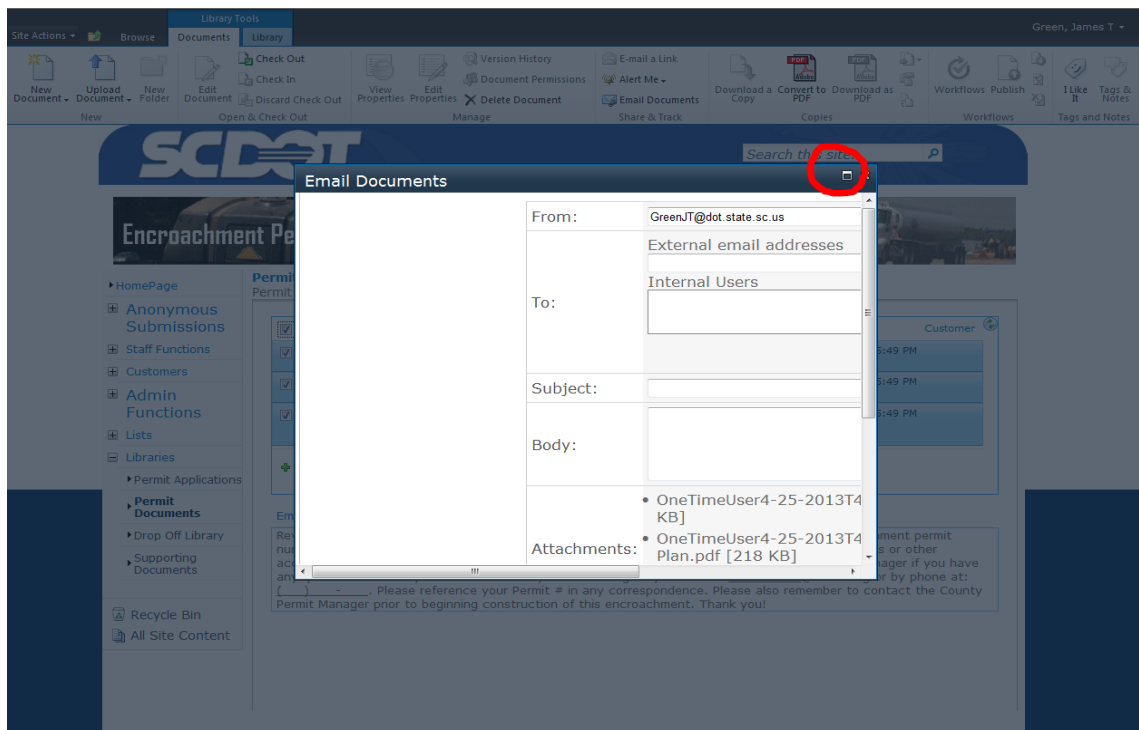 Library Tools
Green, James T
Site Actions Browse Documents Library
New Document
Upload Document
New Folder
New
Edit Document
Check Out
Check In
Discard Check Out
Open & Check Out
View Properties
Edit Properties
Version History
Document Permissions
Delete Document
Manage
E-mail a Link
Alert Me
Email Documents
Share & Track
Download a Copy
Convert to PDF
Download as PDF
Copies
Workflows
Publish
Workflows
I Like It
Tags & Notes
Tags and Notes
SCDOT
Search this site
Encroachment Pe
HomePage
Anonymous
Submissions
Staff Functions
Customers
Admin
Functions
Lists
Libraries
Permit Applications
Permit
Documents
Drop Off Library
Supporting
Documents
Recycle Bin
All Site Content
Permit
Customer
5:49 PM
5:49 PM
5:49 PM
Email Documents
From: GreenJT@dot.state.sc.us
To:
External email addresses
Internal Users
Subject:
Body:
Attachments:
• OneTimeUser4-25-2013T4
KB]
• OneTimeUser4-25-2013T4
Plan.pdf [218 KB]
Em
Re
ment permit
nu
s or other
acc
ager if you have
any
or by phone at:
(___)___-____. Please reference your Permit # in any correspondence. Please also remember to contact the County
Permit Manager prior to beginning construction of this encroachment. Thank you!